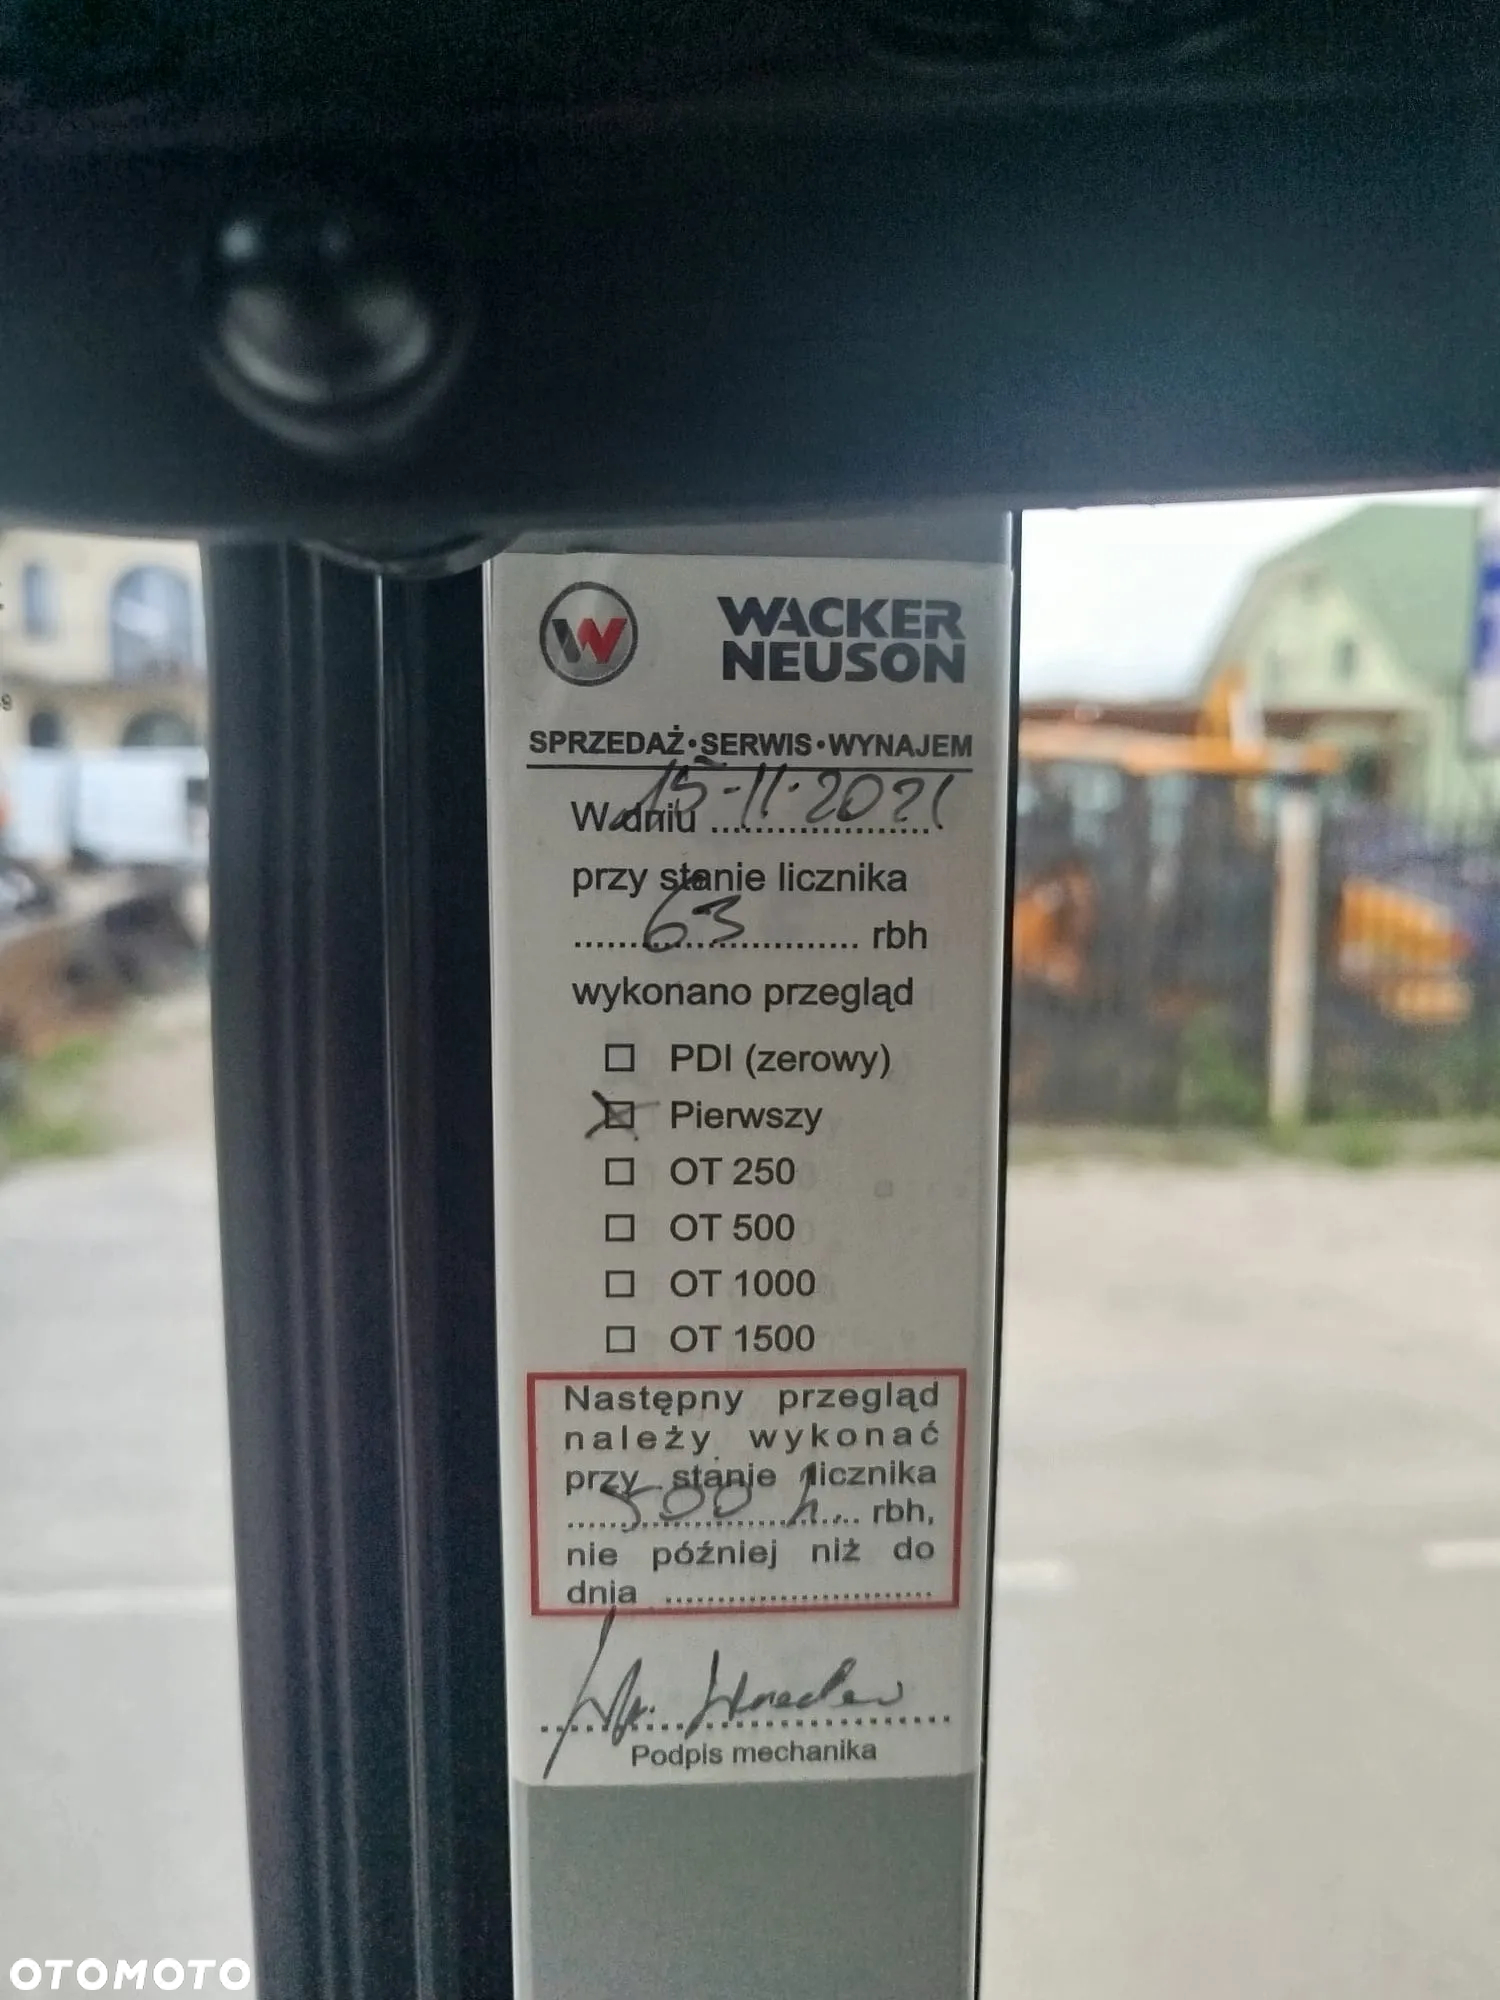 WACKER
NEUSON
SPRZEDAŻ•SERWIS•WYNAJEM
W dniu 15-11.2021
przy stanie licznika
63 rbh
wykonano przegląd
PDI (zerowy)
Pierwszy
OT 250
OT 500
OT 1000
OT 1500
Następny przegląd
należy wykonać
przy stanie licznika
500 h rbh,
nie później niż do
dnia
Podpis mechanika
OTOMOTO